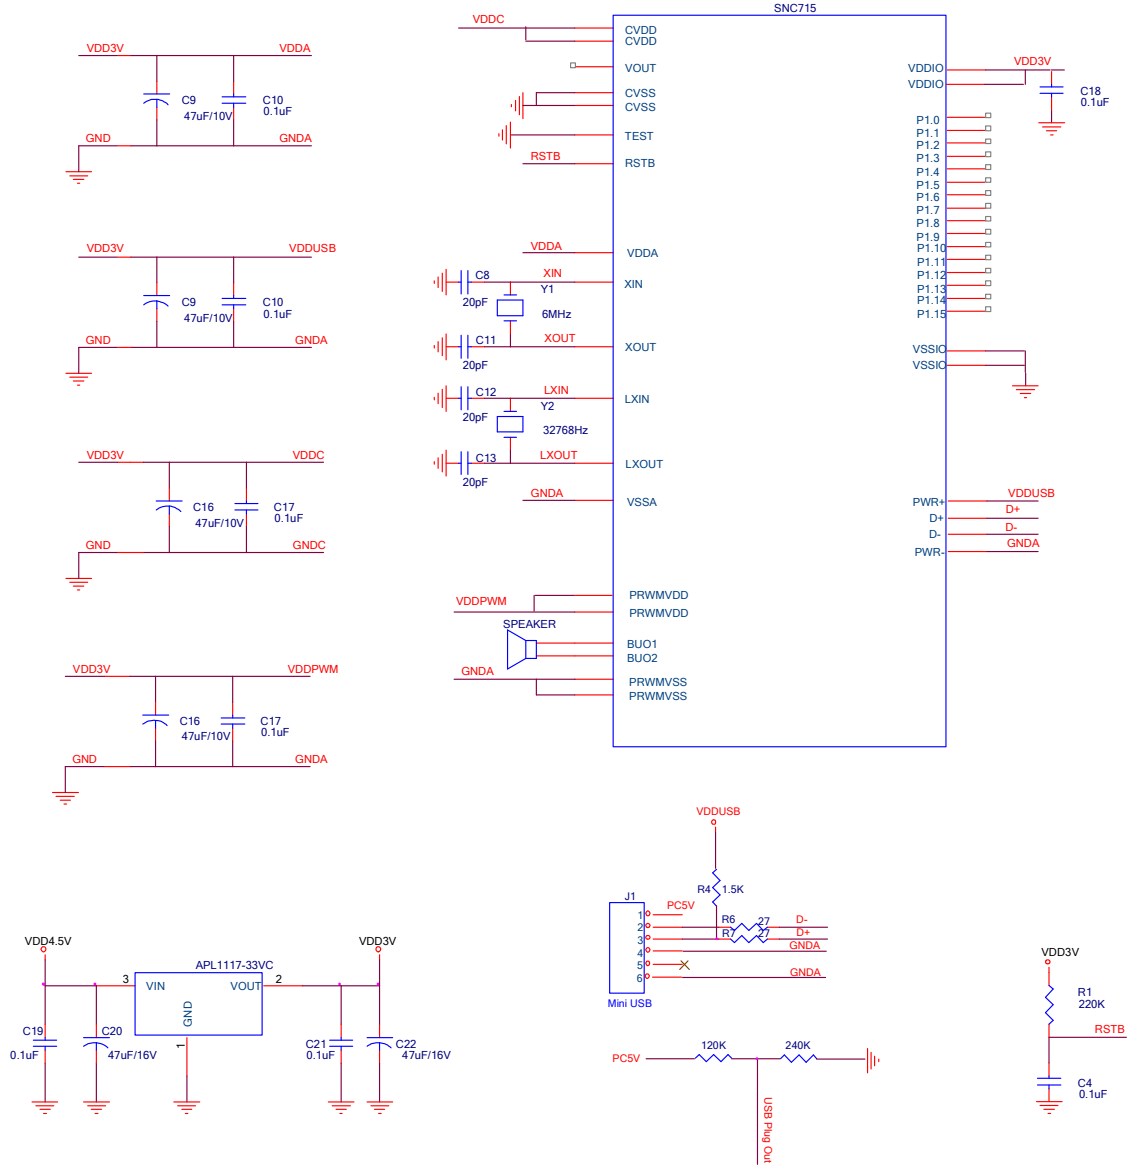 SNC715
VDDC
CVDD
CVDD
VOUT
CVSS
CVSS
TEST
RSTB
RSTB
VDDA
VDDA
C8
20pF
XIN
XIN
Y1
6MHz
C11
20pF
XOUT
XOUT
C12
20pF
LXIN
LXIN
Y2
32768Hz
C13
20pF
LXOUT
LXOUT
GNDA
VSSA
VDDPWM
PRWMVDD
PRWMVDD
SPEAKER
BUO1
BUO2
GNDA
PRWMVSS
PRWMVSS
VDDIO
VDDIO
VDD3V
C18
0.1uF
P1.0
P1.1
P1.2
P1.3
P1.4
P1.5
P1.6
P1.7
P1.8
P1.9
P1.10
P1.11
P1.12
P1.13
P1.14
P1.15
VSSIO
VSSIO
PWR+
VDDUSB
D+
D+
D-
D-
PWR-
GNDA
VDD3V
VDDA
C9
47uF/10V
C10
0.1uF
GND
GNDA
VDD3V
VDDUSB
C9
47uF/10V
C10
0.1uF
GND
GNDA
VDD3V
VDDC
C16
47uF/10V
C17
0.1uF
GND
GNDC
VDD3V
VDDPWM
C16
47uF/10V
C17
0.1uF
GND
GNDA
VDD4.5V
VDD3V
APL1117-33VC
3
VIN
VOUT
2
GND
1
C19
0.1uF
C20
47uF/16V
C21
0.1uF
C22
47uF/16V
VDDUSB
R4
1.5K
J1
PC5V
1
2
3
4
5
6
R6
27
D-
R7
27
D+
GNDA
GNDA
Mini USB
PC5V
120K
240K
USB Plug Out
VDD3V
R1
220K
RSTB
C4
0.1uF